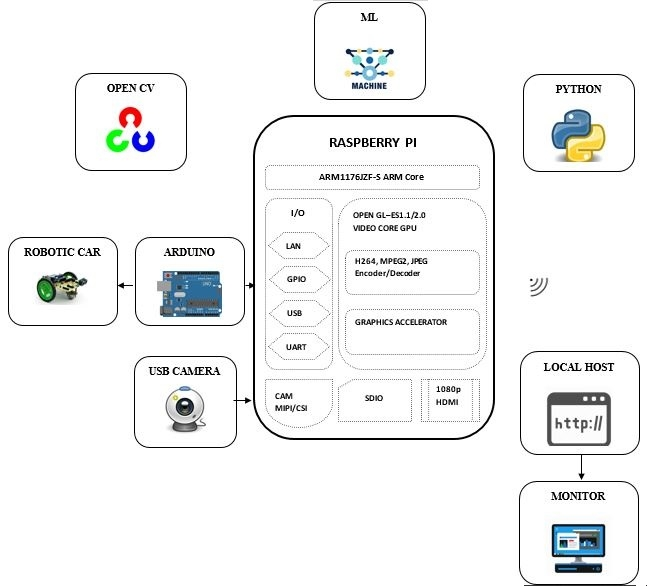 ML
MACHINE
OPEN CV
PYTHON
RASPBERRY PI
ARM1176JZF-S ARM Core
I/O
LAN
GPIO
USB
UART
OPEN GL–ES1.1/2.0
VIDEO CORE GPU
H264, MPEG2, JPEG
Encoder/Decoder
GRAPHICS ACCELERATOR
CAM
MIPI/CSI
SDIO
1080p
HDMI
ROBOTIC CAR
ARDUINO
UNO
USB CAMERA
LOCAL HOST
http://
MONITOR